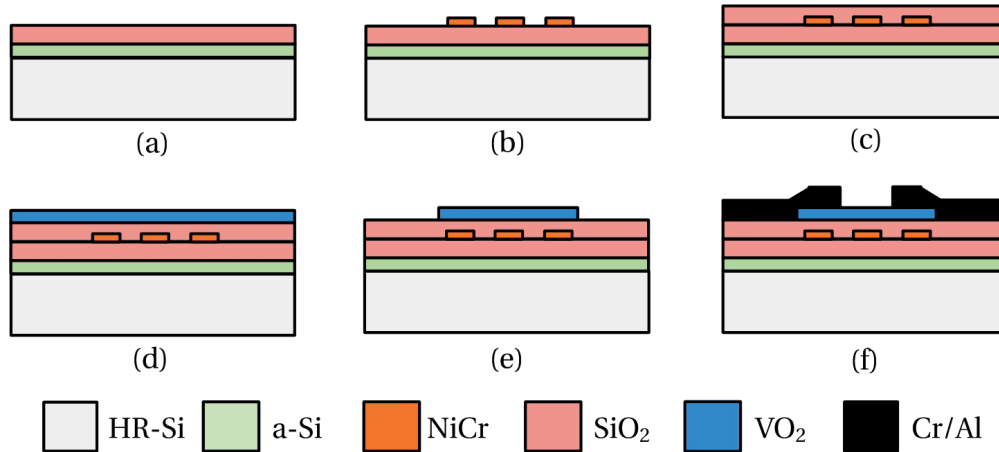 (a)
(b)
(c)
(d)
(e)
(f)
HR-Si
a-Si
NiCr
SiO₂
VO₂
Cr/Al